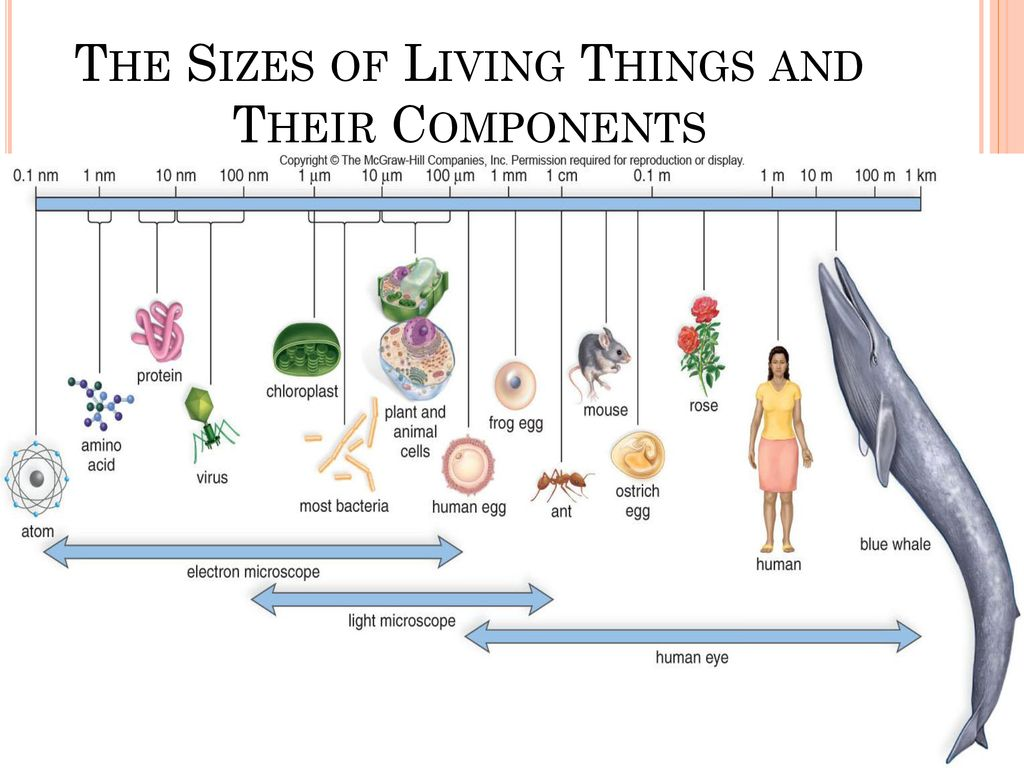 THE SIZES OF LIVING THINGS AND
THEIR COMPONENTS
Copyright © The McGraw-Hill Companies, Inc. Permission required for reproduction or display.
0.1 nm 1 nm 10 nm 100 nm 1 µm 10 µm 100 µm 1 mm 1 cm 0.1 m 1 m 10 m 100 m 1 km
protein
chloroplast
plant and
animal
cells
frog egg
mouse
rose
amino
acid
virus
most bacteria
human egg
ant
ostrich
egg
atom
human
blue whale
electron microscope
light microscope
human eye